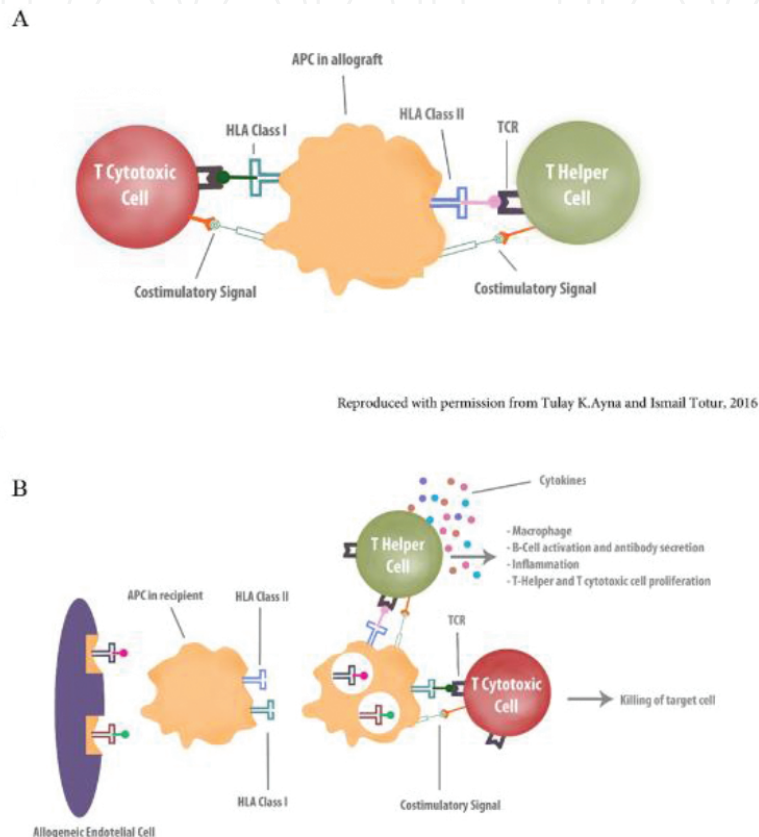 A
APC in allograft
HLA Class I
HLA Class II
TCR
T Cytotoxic
Cell
T Helper
Cell
Costimulatory Signal
Costimulatory Signal
Reproduced with permission from Tulay K.Ayna and Ismail Totur, 2016
B
Cytokines
T Helper
Cell
- Macrophage
- B-Cell activation and antibody secretion
- Inflammation
- T-Helper and T cytotoxic cell proliferation
APC in recipient
HLA Class II
TCR
T Cytotoxic
Cell
Killing of target cell
HLA Class I
Costimulatory Signal
Allogeneic Endotelial Cell